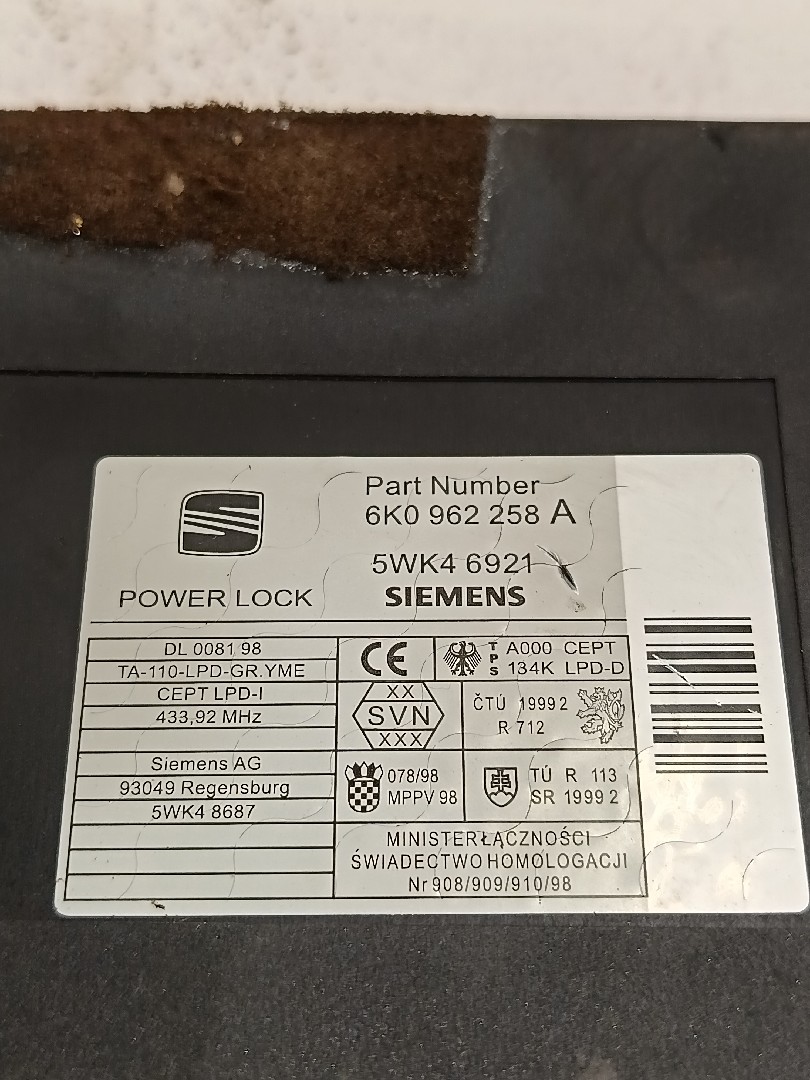 Part Number
6K0 962 258 A
5WK4 6921
POWER LOCK
SIEMENS
DL 0081 98
TA-110-LPD-GR.YME
CEPT LPD-I
433,92 MHz
Siemens AG
93049 Regensburg
5WK4 8687
CE
TPS
A000 CEPT
134K LPD-D
XX
SVN
XXX
ČTÚ 1999 2
R 712
078/98
MPPV 98
TÚ R 113
SR 1999 2
MINISTER ŁĄCZNOŚCI
ŚWIADECTWO HOMOLOGACJI
Nr 908/909/910/98